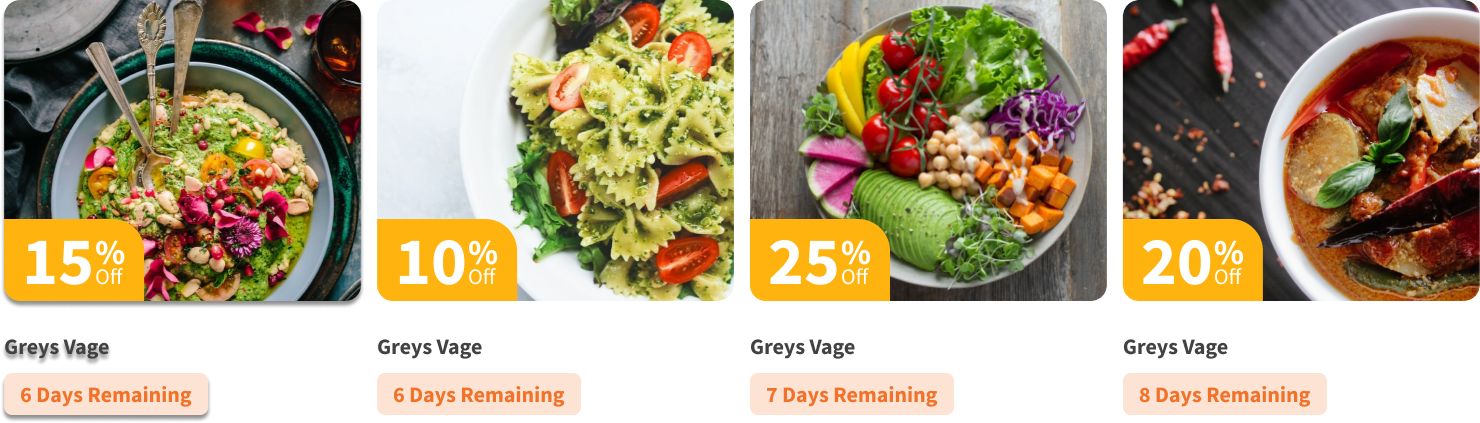 15% Off
10% Off
25% Off
20% Off
Greys Vage
Greys Vage
Greys Vage
Greys Vage
6 Days Remaining
6 Days Remaining
7 Days Remaining
8 Days Remaining